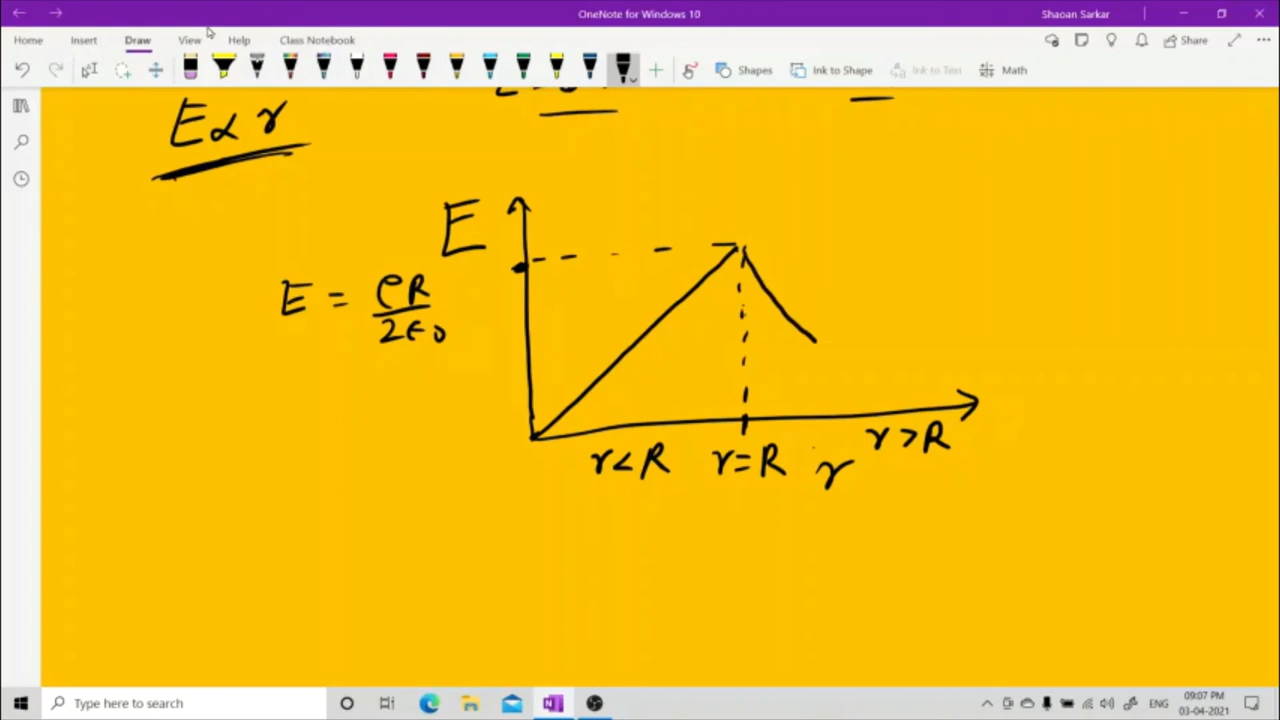 OneNote for Windows 10
Shaoan Sarkar
Home Insert Draw View Help Class Notebook
Share
Shapes Ink to Shape Ink to Text Math
E ∝ r
E
E = ρR
2ϵ0
r<R r=R r r>R
Type here to search
ENG
09:07 PM
03-04-2021